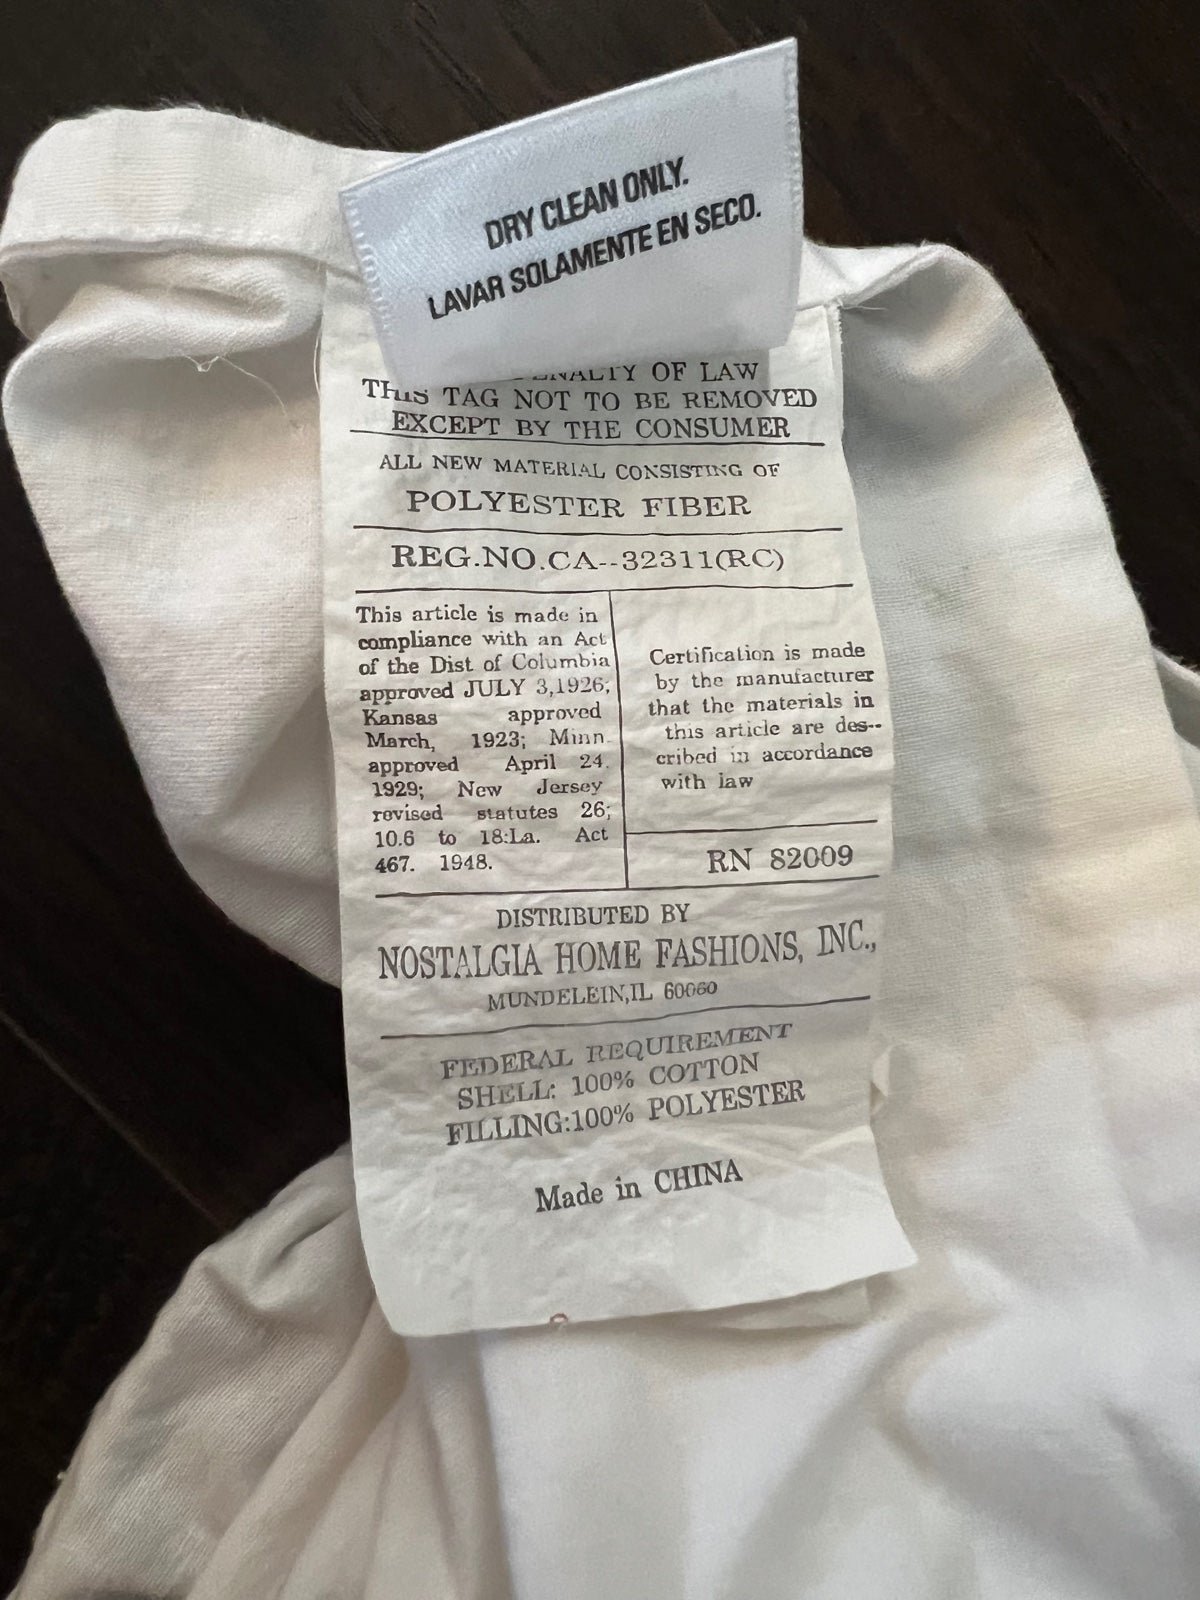 DRY CLEAN ONLY.
LAVAR SOLAMENTE EN SECO.
OF LAW
THIS TAG NOT TO BE REMOVED
EXCEPT BY THE CONSUMER
ALL NEW MATERIAL CONSISTING OF
POLYESTER FIBER
REG.NO.CA--32311(RC)
This article is made in
compliance with an Act
of the Dist of Columbia
approved JULY 3,1926;
Kansas approved
March, 1923; Minn.
approved April 24.
1929; New Jersey
revised statutes 26;
10.6 to 18:La. Act
467. 1948.
Certification is made
by the manufacturer
that the materials in
this article are des--
cribed in accordance
with law
RN 82009
DISTRIBUTED BY
NOSTALGIA HOME FASHIONS, INC.,
MUNDELEIN,IL 60060
FEDERAL REQUIREMENT
SHELL: 100% COTTON
FILLING:100% POLYESTER
Made in CHINA